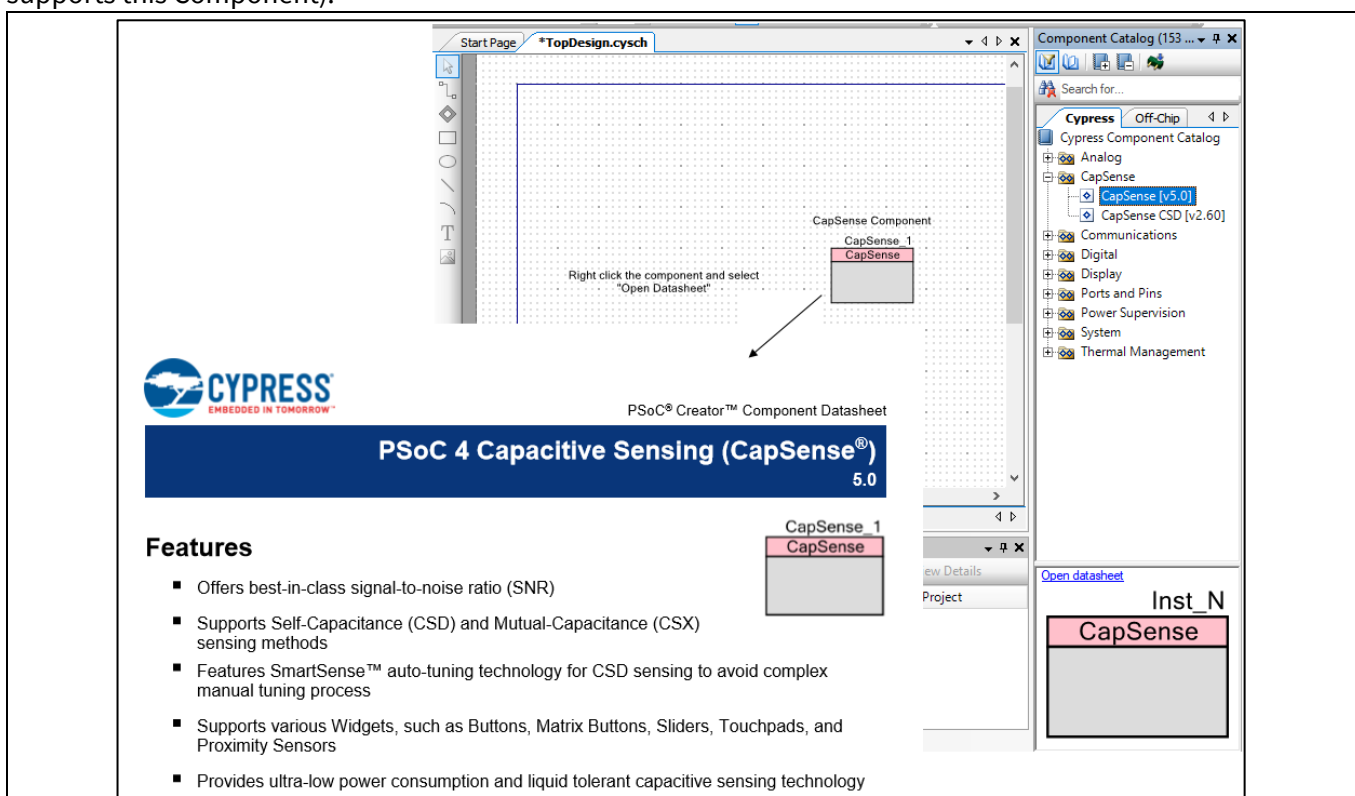 supports this Component).
Start Page
*TopDesign.cysch
Component Catalog (153 ...
Search for...
Cypress
Off-Chip
Cypress Component Catalog
Analog
CapSense
CapSense [v5.0]
CapSense CSD [v2.60]
Communications
Digital
Display
Ports and Pins
Power Supervision
System
Thermal Management
CapSense Component
CapSense_1
CapSense
Right click the component and select
"Open Datasheet"
CYPRESS
EMBEDDED IN TOMORROW™
PSoC® Creator™ Component Datasheet
PSoC 4 Capacitive Sensing (CapSense®)
5.0
Features
CapSense_1
CapSense
■ Offers best-in-class signal-to-noise ratio (SNR)
■ Supports Self-Capacitance (CSD) and Mutual-Capacitance (CSX)
sensing methods
■ Features SmartSense™ auto-tuning technology for CSD sensing to avoid complex
manual tuning process
■ Supports various Widgets, such as Buttons, Matrix Buttons, Sliders, Touchpads, and
Proximity Sensors
■ Provides ultra-low power consumption and liquid tolerant capacitive sensing technology
ew Details
Project
Open datasheet
Inst_N
CapSense